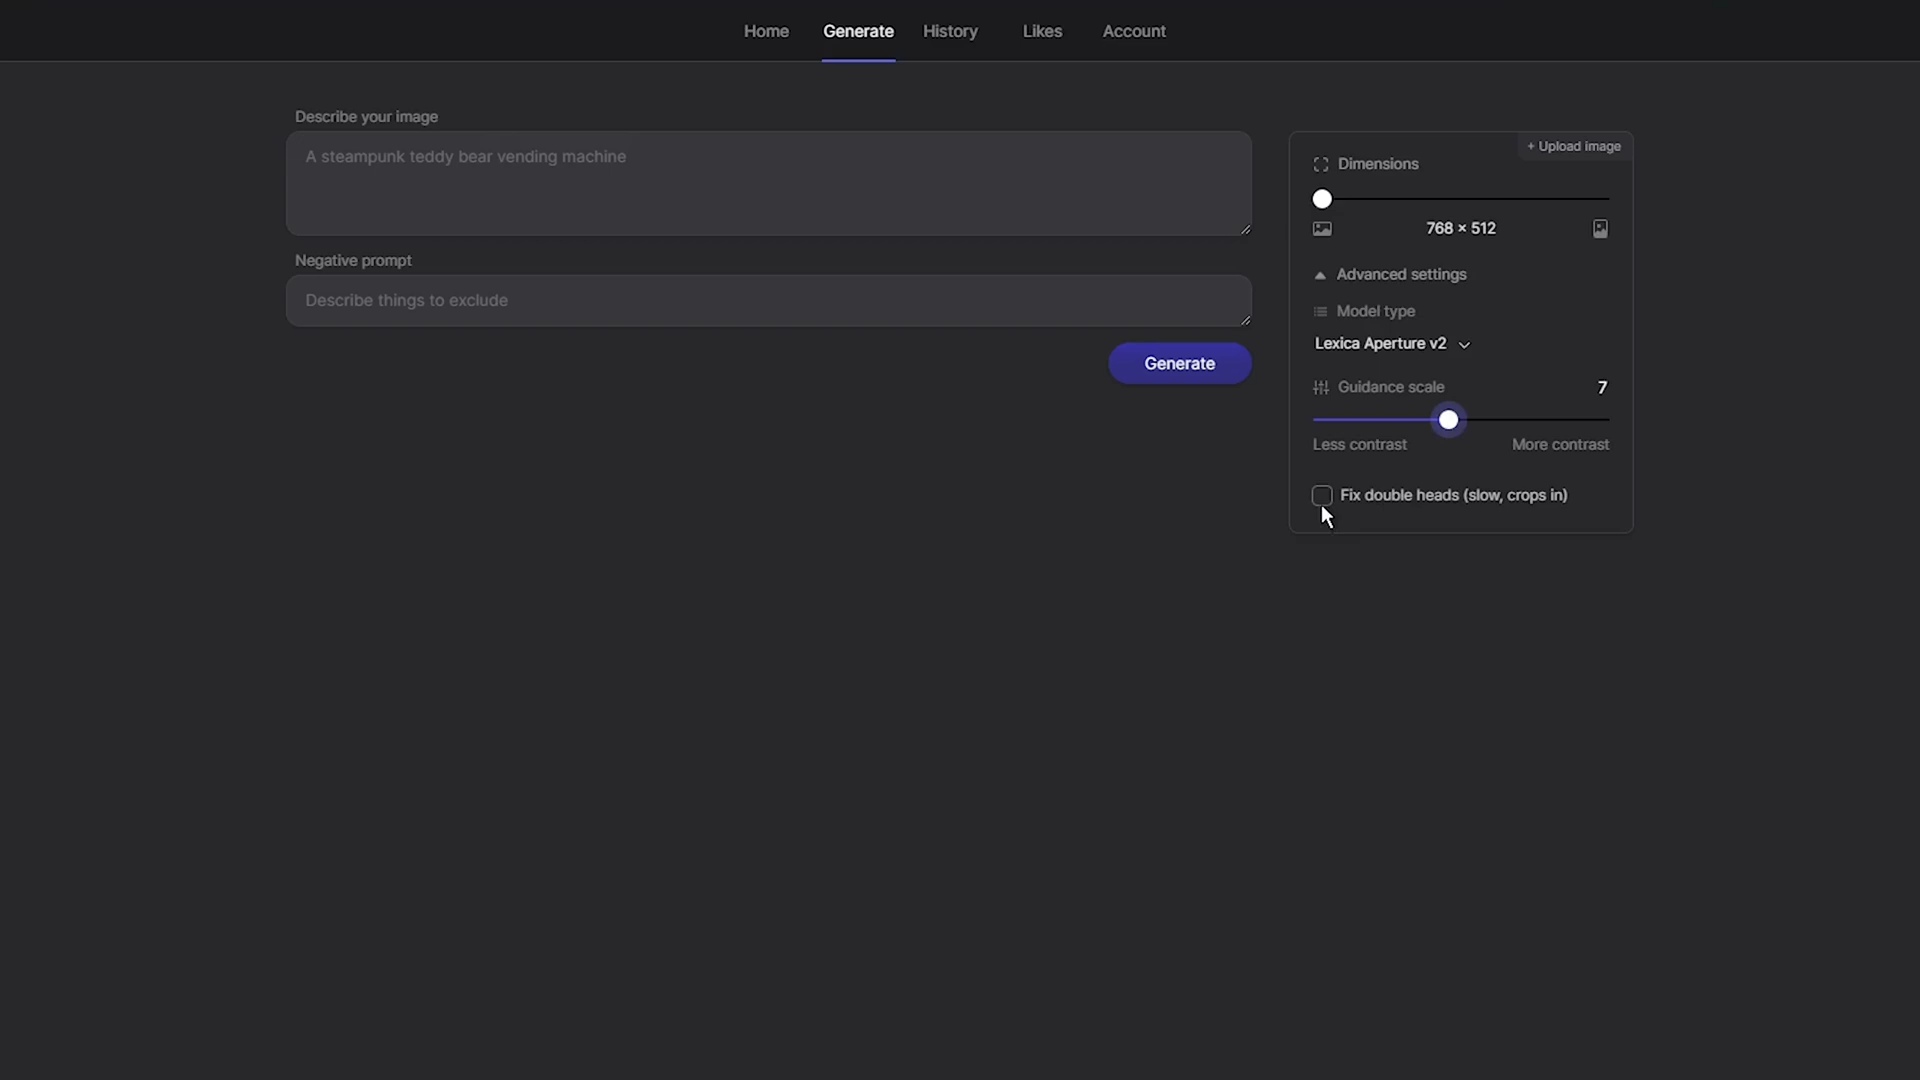 Home Generate History Likes Account
Describe your image
A steampunk teddy bear vending machine
Negative prompt
Describe things to exclude
Generate
+ Upload image
Dimensions
768 × 512
Advanced settings
Model type
Lexica Aperture v2
Guidance scale 7
Less contrast More contrast
Fix double heads (slow, crops in)